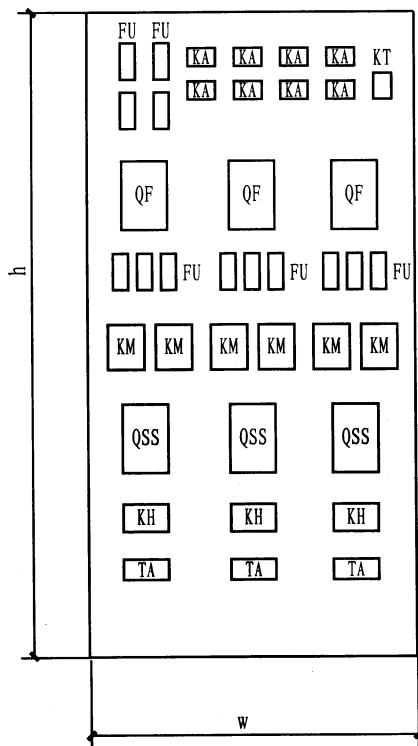 FU FU
KA KA KA KA KT
KA KA KA KA
QF QF QF
h
FU FU FU
KM KM KM KM KM KM
QSS QSS QSS
KH KH KH
TA TA TA
w